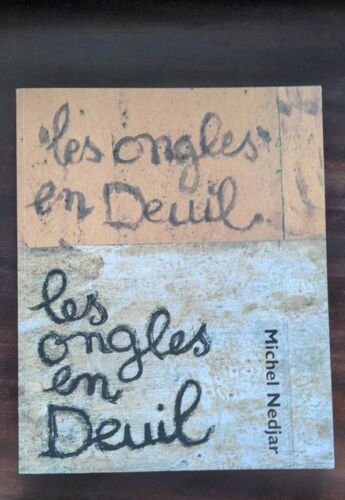 les ongles
en Deuil
les
ongles
en
Deuil
Michel Nedjar